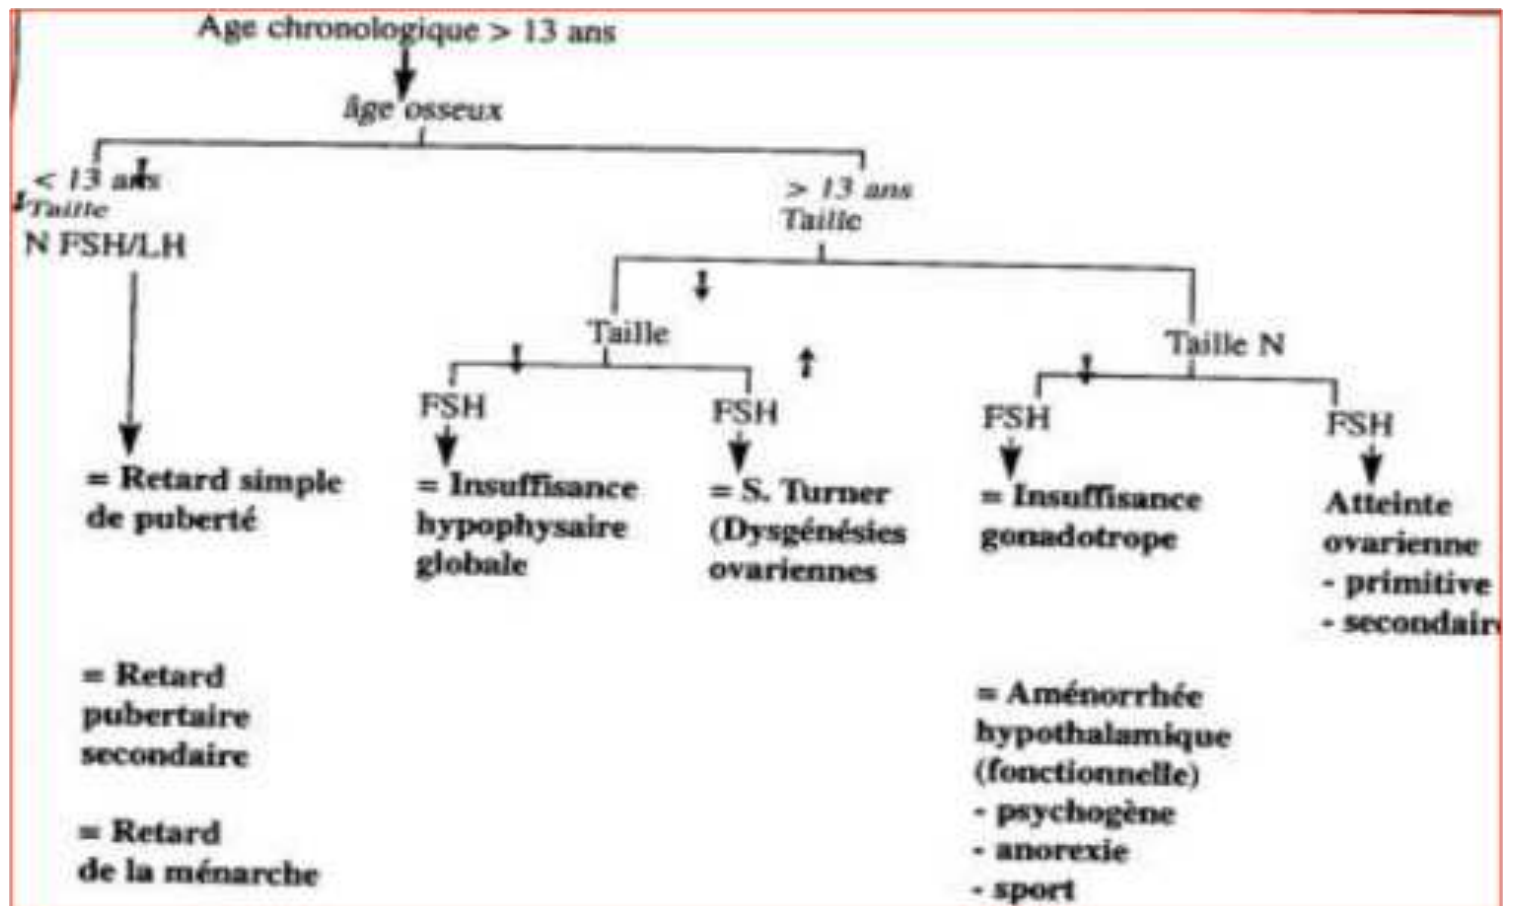 Age chronologique > 13 ans
âge osseux
< 13 ans
Taille
N FSH/LH
> 13 ans
Taille
Taille
Taille N
FSH
FSH
FSH
FSH
= Retard simple
de puberté
= Insuffisance
hypophysaire
globale
= S. Turner
(Dysgénésies
ovariennes
= Insuffisance
gonadotrope
Atteinte
ovarienne
- primitive
- secondair
= Retard
pubertaire
secondaire
= Retard
de la ménarche
= Aménorrhée
hypothalamique
(fonctionnelle)
- psychogène
- anorexie
- sport